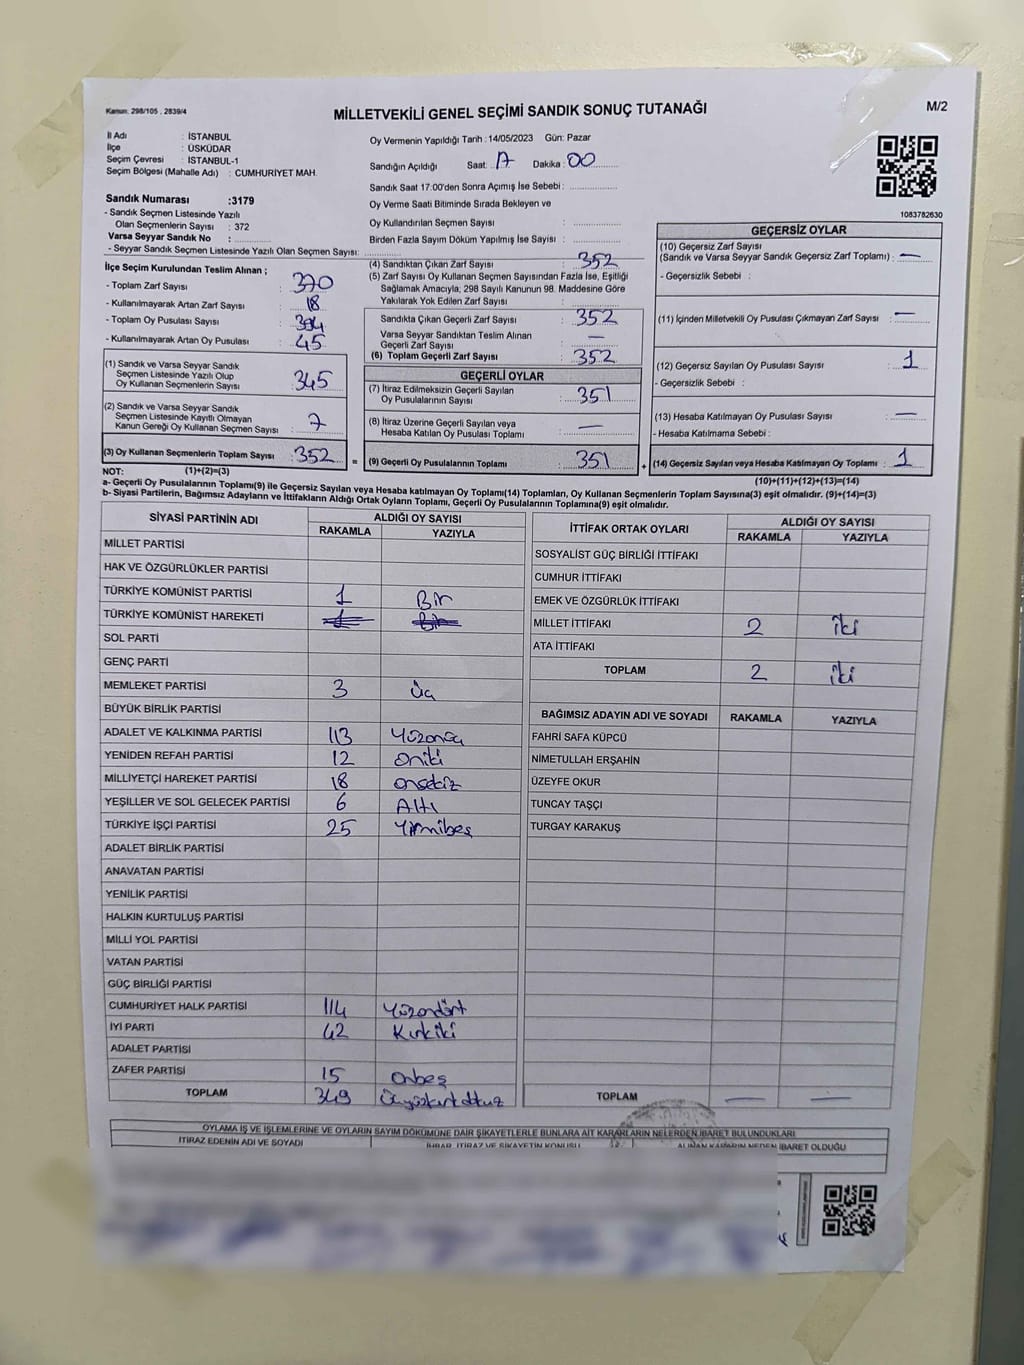 Kanun: 298/105 , 2839/4
MİLLETVEKİLİ GENEL SEÇİMİ SANDIK SONUÇ TUTANAĞI
M/2
İl Adı : İSTANBUL
İlçe : ÜSKÜDAR
Seçim Çevresi : İSTANBUL-1
Seçim Bölgesi (Mahalle Adı) : CUMHURİYET MAH.
Sandık Numarası :3179
- Sandık Seçmen Listesinde Yazılı
Olan Seçmenlerin Sayısı : 372
Varsa Seyyar Sandık No :
- Seyyar Sandık Seçmen Listesinde Yazılı Olan Seçmen Sayısı:
Oy Vermenin Yapıldığı Tarih : 14/05/2023 Gün: Pazar
Sandığın Açıldığı Saat: 17 Dakika : 00
Sandık Saat 17:00'den Sonra Açımış İse Sebebi :
Oy Verme Saati Bitiminde Sırada Bekleyen ve
Oy Kullandırılan Seçmen Sayısı :
Birden Fazla Sayım Döküm Yapılmış İse Sayısı :
1083782630
İlçe Seçim Kurulundan Teslim Alınan ;
- Toplam Zarf Sayısı : 370
- Kullanılmayarak Artan Zarf Sayısı : 18
- Toplam Oy Pusulası Sayısı :
- Kullanılmayarak Artan Oy Pusulası : 45
(1) Sandık ve Varsa Seyyar Sandık
Seçmen Listesinde Yazılı Olup
Oy Kullanan Seçmenlerin Sayısı : 345
(2) Sandık ve Varsa Seyyar Sandık
Seçmen Listesinde Kayıtlı Olmayan
Kanun Gereği Oy Kullanan Seçmen Sayısı : 7
(3) Oy Kullanan Seçmenlerin Toplam Sayısı : 352
(4) Sandıktan Çıkan Zarf Sayısı : 352
(5) Zarf Sayısı Oy Kullanan Seçmen Sayısından Fazla İse, Eşitliği
Sağlamak Amacıyla; 298 Sayılı Kanunun 98. Maddesine Göre
Yakılarak Yok Edilen Zarf Sayısı :
Sandıkta Çıkan Geçerli Zarf Sayısı : 352
Varsa Seyyar Sandıktan Teslim Alınan
Geçerli Zarf Sayısı : —
(6) Toplam Geçerli Zarf Sayısı : 352
GEÇERLİ OYLAR
(7) İtiraz Edilmeksizin Geçerli Sayılan
Oy Pusulalarının Sayısı : 351
(8) İtiraz Üzerine Geçerli Sayılan veya
Hesaba Katılan Oy Pusulası Toplamı : —
= (9) Geçerli Oy Pusulalarının Toplamı : 351
GEÇERSİZ OYLAR
(10) Geçersiz Zarf Sayısı
(Sandık ve Varsa Seyyar Sandık Geçersiz Zarf Toplamı) : —
- Geçersizlik Sebebi :
(11) İçinden Milletvekili Oy Pusulası Çıkmayan Zarf Sayısı : —
(12) Geçersiz Sayılan Oy Pusulası Sayısı : 1
- Geçersizlik Sebebi :
(13) Hesaba Katılmayan Oy Pusulası Sayısı : —
- Hesaba Katılmama Sebebi :
+ (14) Geçersiz Sayılan veya Hesaba Katılmayan Oy Toplamı : 1
NOT: (1)+(2)=(3)
(10)+(11)+(12)+(13)=(14)
a- Geçerli Oy Pusulalarının Toplamı(9) ile Geçersiz Sayılan veya Hesaba katılmayan Oy Toplamı(14) Toplamları, Oy Kullanan Seçmenlerin Toplam Sayısına(3) eşit olmalıdır. (9)+(14)=(3)
b- Siyasi Partilerin, Bağımsız Adayların ve İttifakların Aldığı Ortak Oyların Toplamı, Geçerli Oy Pusulalarının Toplamına(9) eşit olmalıdır.
SİYASİ PARTİNİN ADI
ALDIĞI OY SAYISI
RAKAMLA YAZIYLA
MİLLET PARTİSİ
HAK VE ÖZGÜRLÜKLER PARTİSİ
TÜRKİYE KOMÜNİST PARTİSİ 1 Bir
TÜRKİYE KOMÜNİST HAREKETİ 1 Bir
SOL PARTİ
GENÇ PARTİ
MEMLEKET PARTİSİ 3 Üç
BÜYÜK BİRLİK PARTİSİ
ADALET VE KALKINMA PARTİSİ 113 Yüzonüç
YENİDEN REFAH PARTİSİ 12 Oniki
MİLLİYETÇİ HAREKET PARTİSİ 18 Onsekiz
YEŞİLLER VE SOL GELECEK PARTİSİ 6 Altı
TÜRKİYE İŞÇİ PARTİSİ 25 Yirmibeş
ADALET BİRLİK PARTİSİ
ANAVATAN PARTİSİ
YENİLİK PARTİSİ
HALKIN KURTULUŞ PARTİSİ
MİLLİ YOL PARTİSİ
VATAN PARTİSİ
GÜÇ BİRLİĞİ PARTİSİ
CUMHURİYET HALK PARTİSİ 114 Yüzondört
İYİ PARTİ 42 Kırkiki
ADALET PARTİSİ
ZAFER PARTİSİ 15 Onbeş
TOPLAM 349 Üçyüzkırkdokuz
İTTİFAK ORTAK OYLARI
ALDIĞI OY SAYISI
RAKAMLA YAZIYLA
SOSYALİST GÜÇ BİRLİĞİ İTTİFAKI
CUMHUR İTTİFAKI
EMEK VE ÖZGÜRLÜK İTTİFAKI
MİLLET İTTİFAKI 2 iki
ATA İTTİFAKI
TOPLAM 2 iki
BAĞIMSIZ ADAYIN ADI VE SOYADI RAKAMLA YAZIYLA
FAHRİ SAFA KÜPCÜ
NİMETULLAH ERŞAHİN
ÜZEYFE OKUR
TUNCAY TAŞÇI
TURGAY KARAKUŞ
TOPLAM — —
OYLAMA İŞ VE İŞLEMLERİNE VE OYLARIN SAYIM DÖKÜMÜNE DAİR ŞİKAYETLERLE BUNLARA AİT KARARLARIN NELERDEN İBARET BULUNDUKLARI
İTİRAZ EDENİN ADI VE SOYADI İHBAR, İTİRAZ VE ŞİKAYETİN KONUSU ALINAN KARARIN NEDEN İBARET OLDUĞU